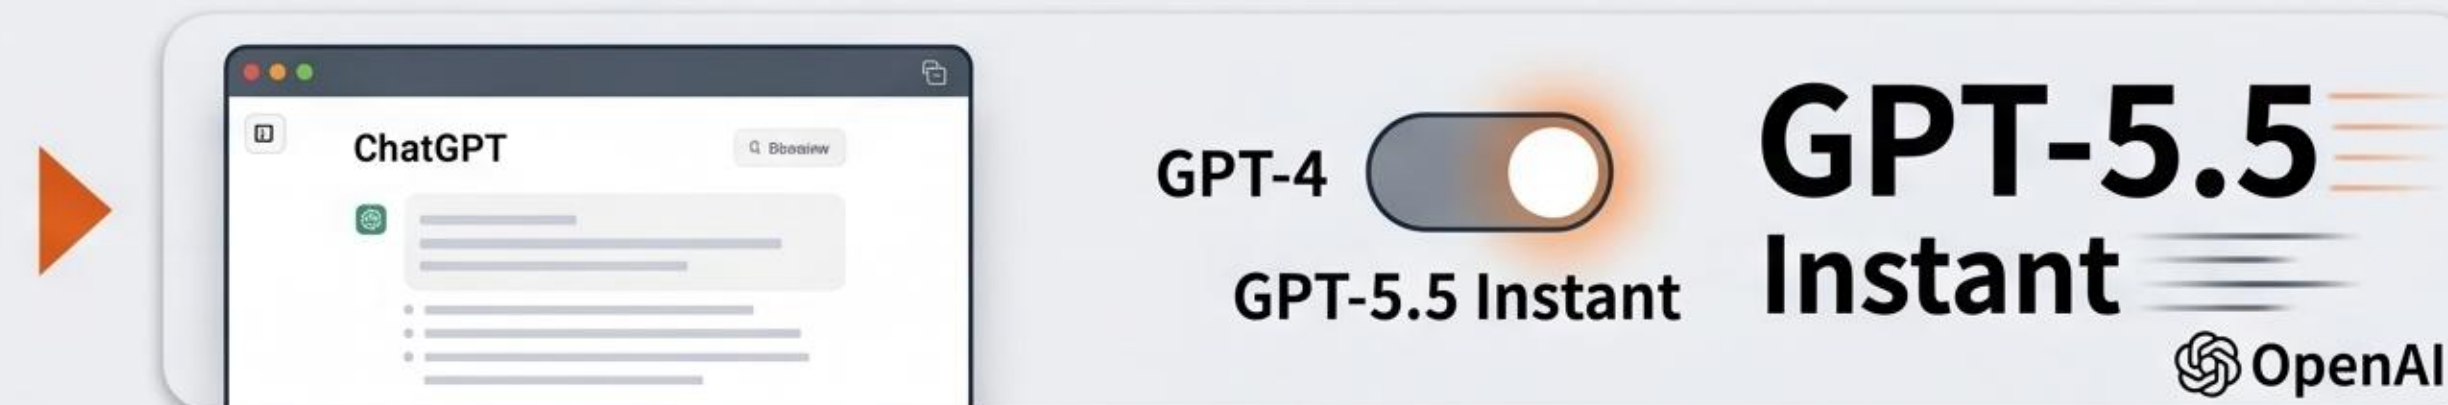 ChatGPT
GPT-4
GPT-5.5 Instant
GPT-5.5
Instant
OpenAI